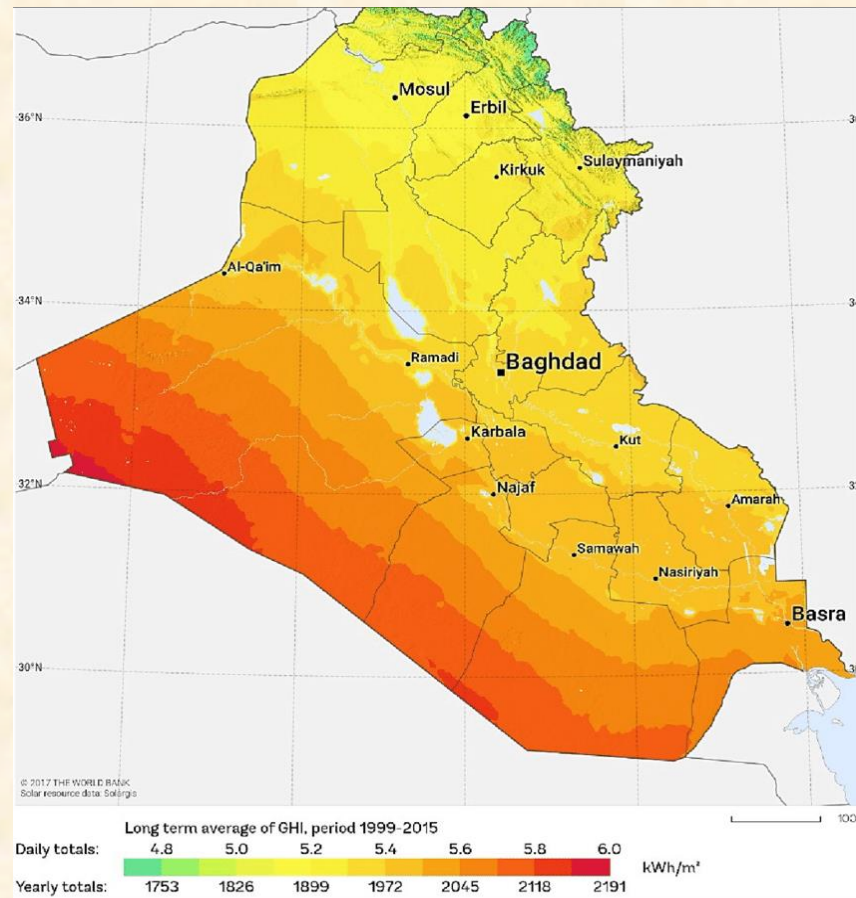 Mosul
Erbil
36°N
Kirkuk
Sulaymaniyah
Al-Qa'im
34°N
Ramadi
Baghdad
Karbala
Kut
32°N
Najaf
Amarah
Samawah
Nasiriyah
Basra
30°N
© 2017 THE WORLD BANK
Solar resource data: Solargis
100
Long term average of GHI, period 1999-2015
Daily totals: 4.8 5.0 5.2 5.4 5.6 5.8 6.0
kWh/m²
Yearly totals: 1753 1826 1899 1972 2045 2118 2191